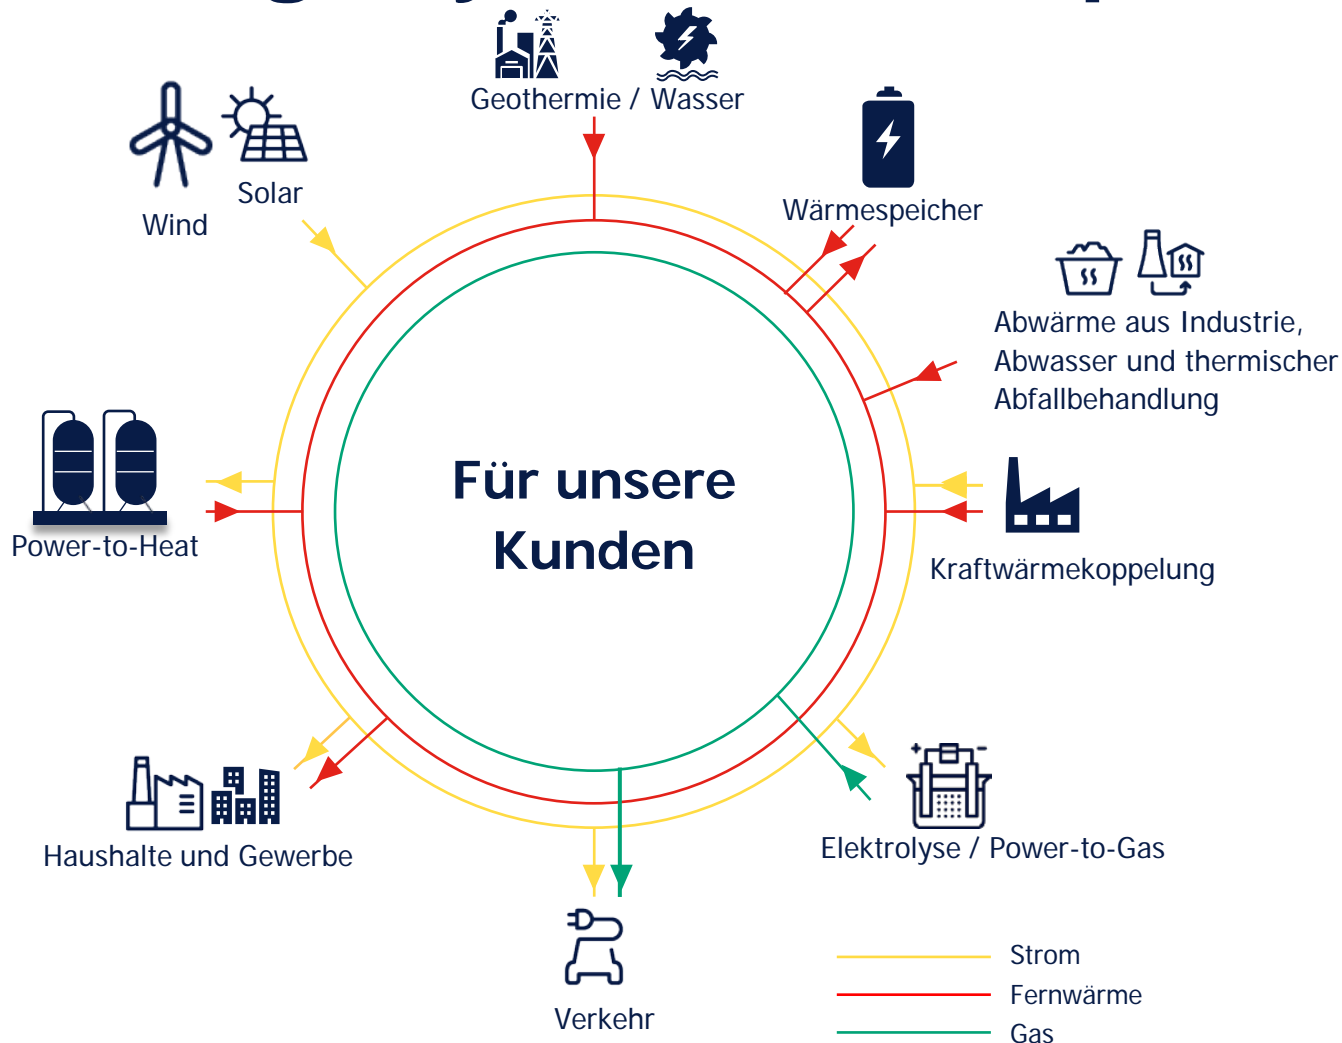 Geothermie / Wasser
Solar
Wind
Wärmespeicher
Abwärme aus Industrie,
Abwasser und thermischer
Abfallbehandlung
Für unsere
Kunden
Power-to-Heat
Kraftwärmekoppelung
Haushalte und Gewerbe
Elektrolyse / Power-to-Gas
Verkehr
Strom
Fernwärme
Gas